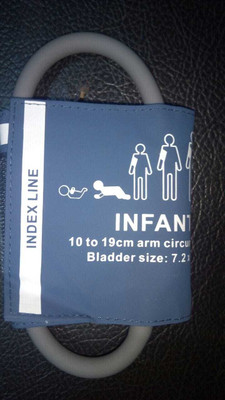 INDEX LINE
INFANT
10 to 19cm arm circu
Bladder size: 7.2